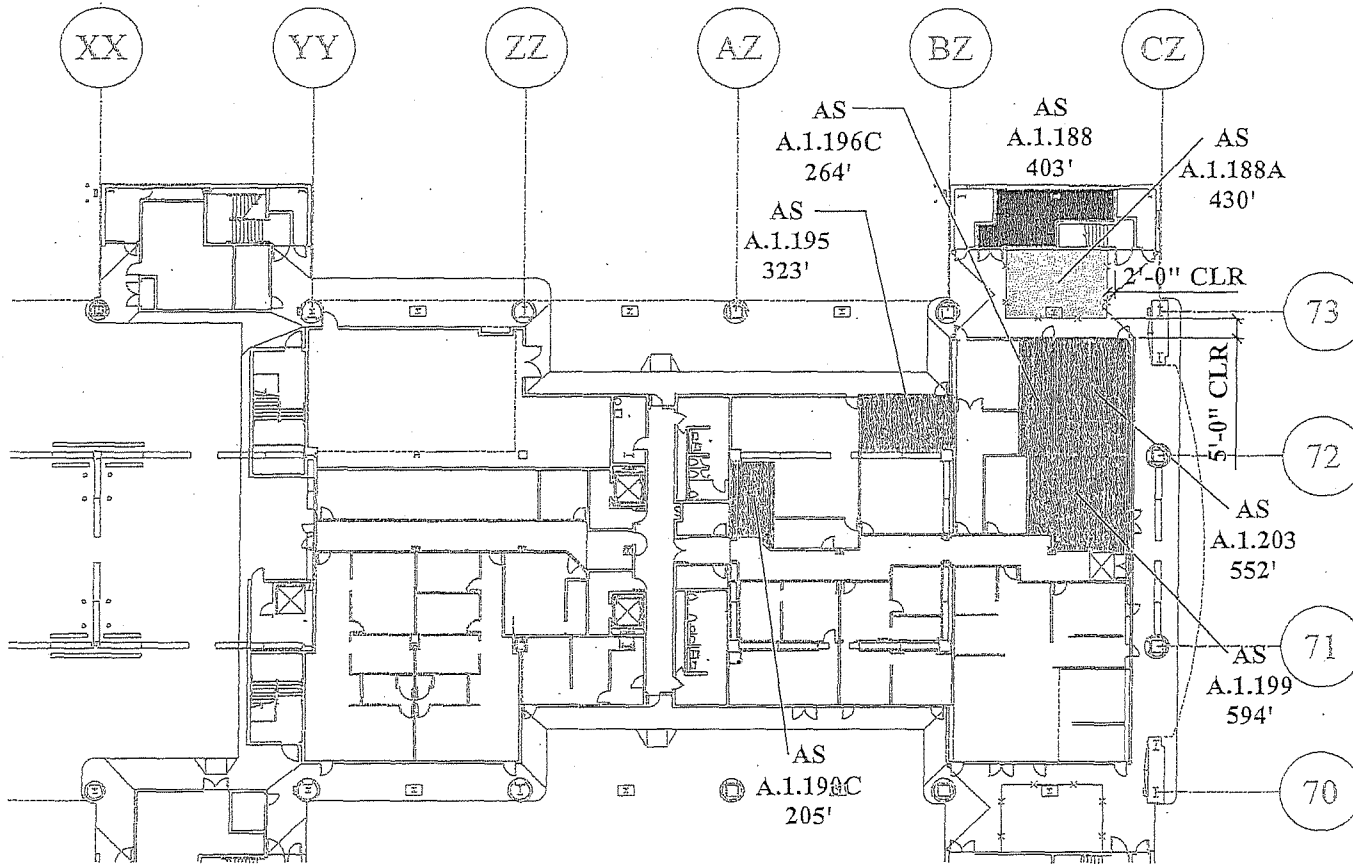 XX
YY
ZZ
AZ
BZ
CZ
AS
A.1.196C
264'
AS
A.1.188
403'
AS
A.1.188A
430'
AS
A.1.195
323'
2'-0" CLR
73
5'-0" CLR
72
AS
A.1.203
552'
71
AS
A.1.199
594'
AS
A.1.190C
205'
70